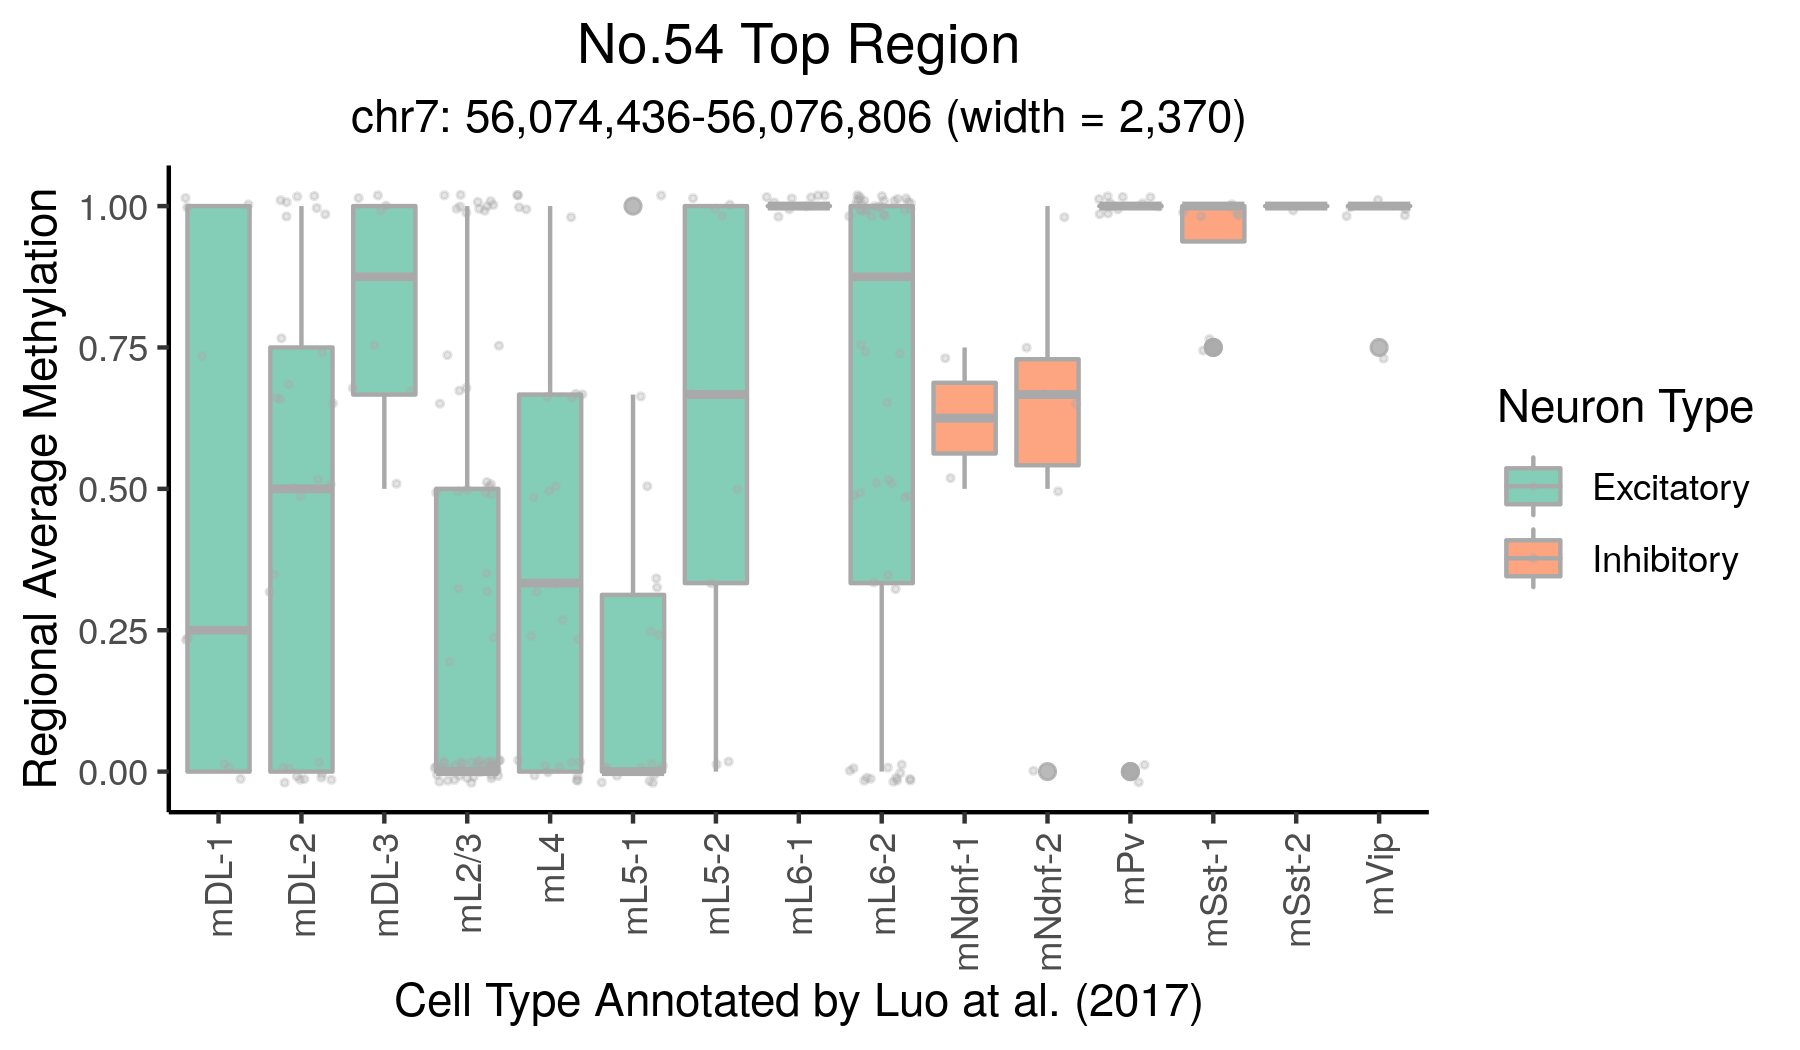 No.54 Top Region
chr7: 56,074,436-56,076,806 (width = 2,370)
Regional Average Methylation
1.00
0.75
0.50
0.25
0.00
mDL-1
mDL-2
mDL-3
mL2/3
mL4
mL5-1
mL5-2
mL6-1
mL6-2
mNdnf-1
mNdnf-2
mPv
mSst-1
mSst-2
mVip
Cell Type Annotated by Luo at al. (2017)
Neuron Type
Excitatory
Inhibitory